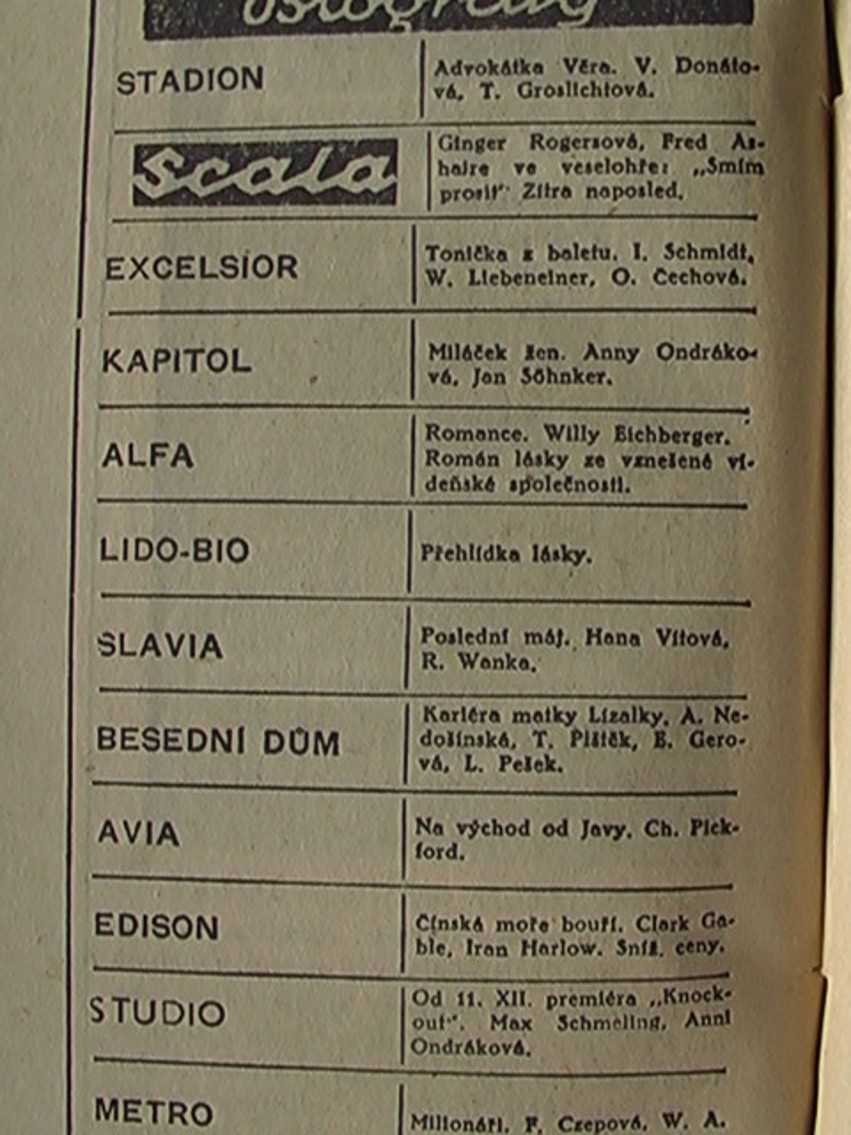 STADION
Advokátka Věra. V. Donáto-
vá, T. Groslichtová.
scala
Ginger Rogersová, Fred As-
haire ve veselohře: „Smím
prosit“ Zítra naposled.
EXCELSIOR
Tonička z baletu. I. Schmidt,
W. Liebeneiner, O. Čechová.
KAPITOL
Miláček žen. Anny Ondráko-
vá, Jon Söhnker.
ALFA
Romance. Willy Eichberger.
Román lásky ze vznešené ví-
deňské společnosti.
LIDO-BIO
Přehlídka lásky.
SLAVIA
Poslední máj. Hana Vítová,
R. Wanka.
BESEDNÍ DŮM
Kariéra matky Lízalky. A. Ne-
došinská, T. Pištěk, E. Gero-
vá, L. Pešek.
AVIA
Na východ od Javy. Ch. Pick-
ford.
EDISON
Čínská moře bouří. Clark Ga-
ble, Iran Harlow. Sníž. ceny.
STUDIO
Od 11. XII. premiéra „Knock-
out“. Max Schmeling, Anni
Ondráková.
METRO
Milionáři. F. Czepová, W. A.